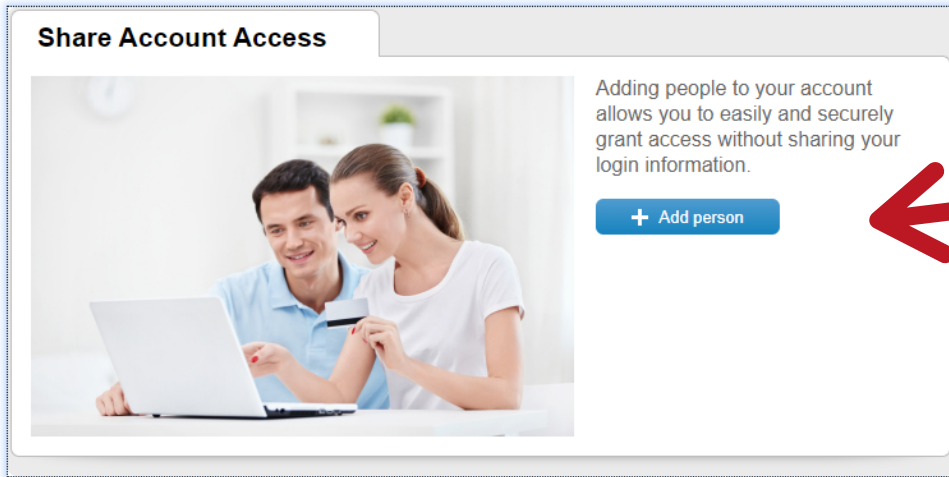 Share Account Access
Adding people to your account
allows you to easily and securely
grant access without sharing your
login information.
+ Add person